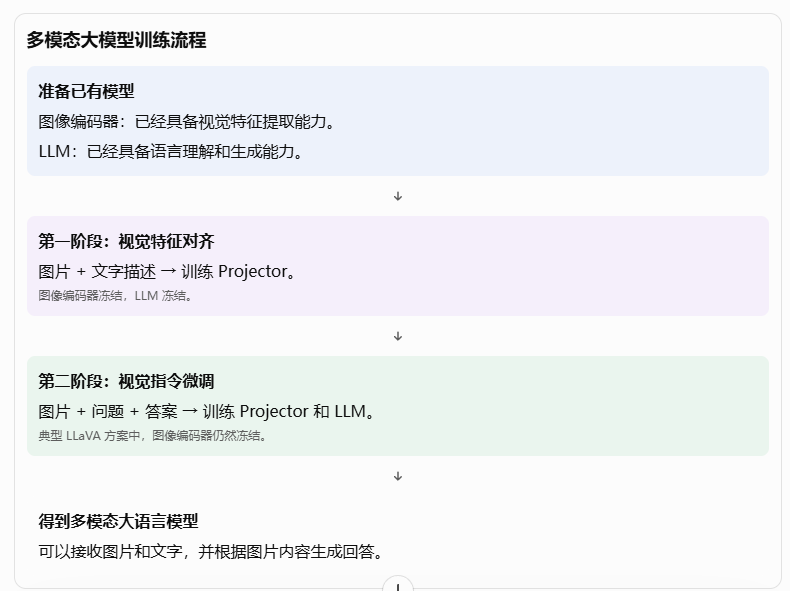 多模态大模型训练流程
准备已有模型
图像编码器：已经具备视觉特征提取能力。
LLM：已经具备语言理解和生成能力。
↓
第一阶段：视觉特征对齐
图片 + 文字描述 → 训练 Projector。
图像编码器冻结，LLM 冻结。
↓
第二阶段：视觉指令微调
图片 + 问题 + 答案 → 训练 Projector 和 LLM。
典型 LLaVA 方案中，图像编码器仍然冻结。
↓
得到多模态大语言模型
可以接收图片和文字，并根据图片内容生成回答。